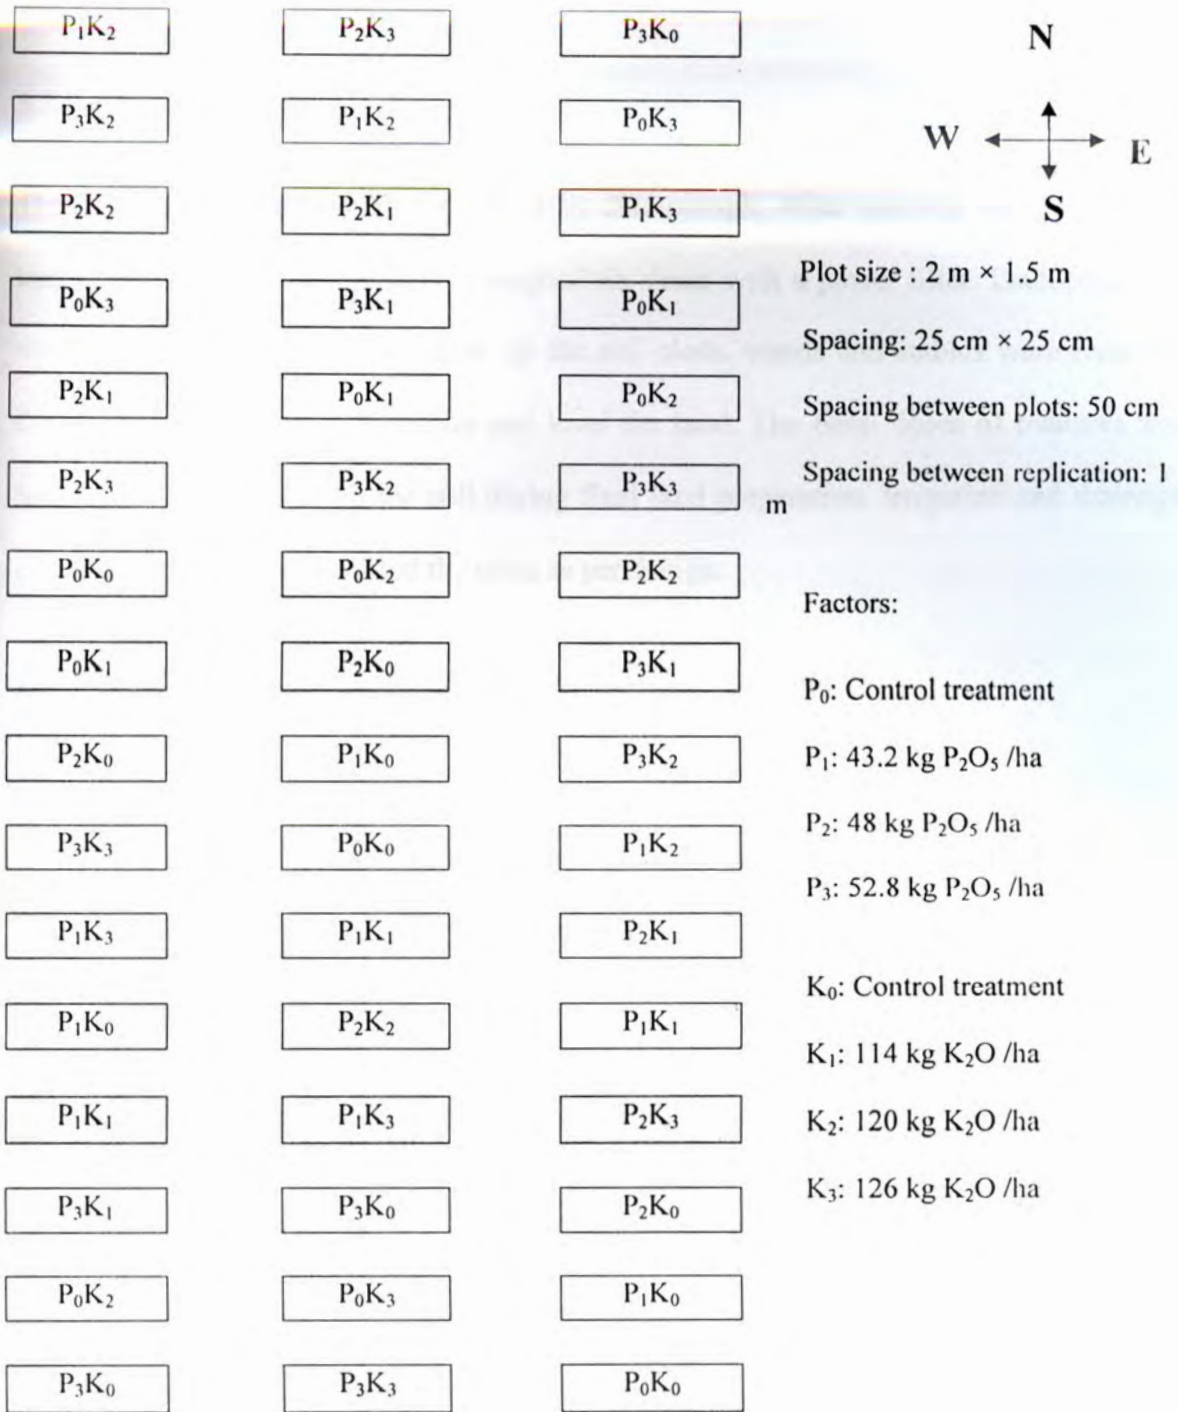 P₁K₂ P₂K₃ P₃K₀ N
P₃K₂ P₁K₂ P₀K₃
W E
P₂K₂ P₂K₁ P₁K₃ S
Plot size : 2 m × 1.5 m
P₀K₃ P₃K₁ P₀K₁
Spacing: 25 cm × 25 cm
P₂K₁ P₀K₁ P₀K₂
Spacing between plots: 50 cm
P₂K₃ P₃K₂ P₃K₃
Spacing between replication: 1
m
P₀K₀ P₀K₂ P₂K₂
Factors:
P₀K₁ P₂K₀ P₃K₁
P₀: Control treatment
P₂K₀ P₁K₀ P₃K₂
P₁: 43.2 kg P₂O₅ /ha
P₃K₃ P₀K₀ P₁K₂
P₂: 48 kg P₂O₅ /ha
P₃: 52.8 kg P₂O₅ /ha
P₁K₃ P₁K₁ P₂K₁
K₀: Control treatment
P₁K₀ P₂K₂ P₁K₁
K₁: 114 kg K₂O /ha
P₁K₁ P₁K₃ P₂K₃
K₂: 120 kg K₂O /ha
K₃: 126 kg K₂O /ha
P₃K₁ P₃K₀ P₂K₀
P₀K₂ P₀K₃ P₁K₀
P₃K₀ P₃K₃ P₀K₀